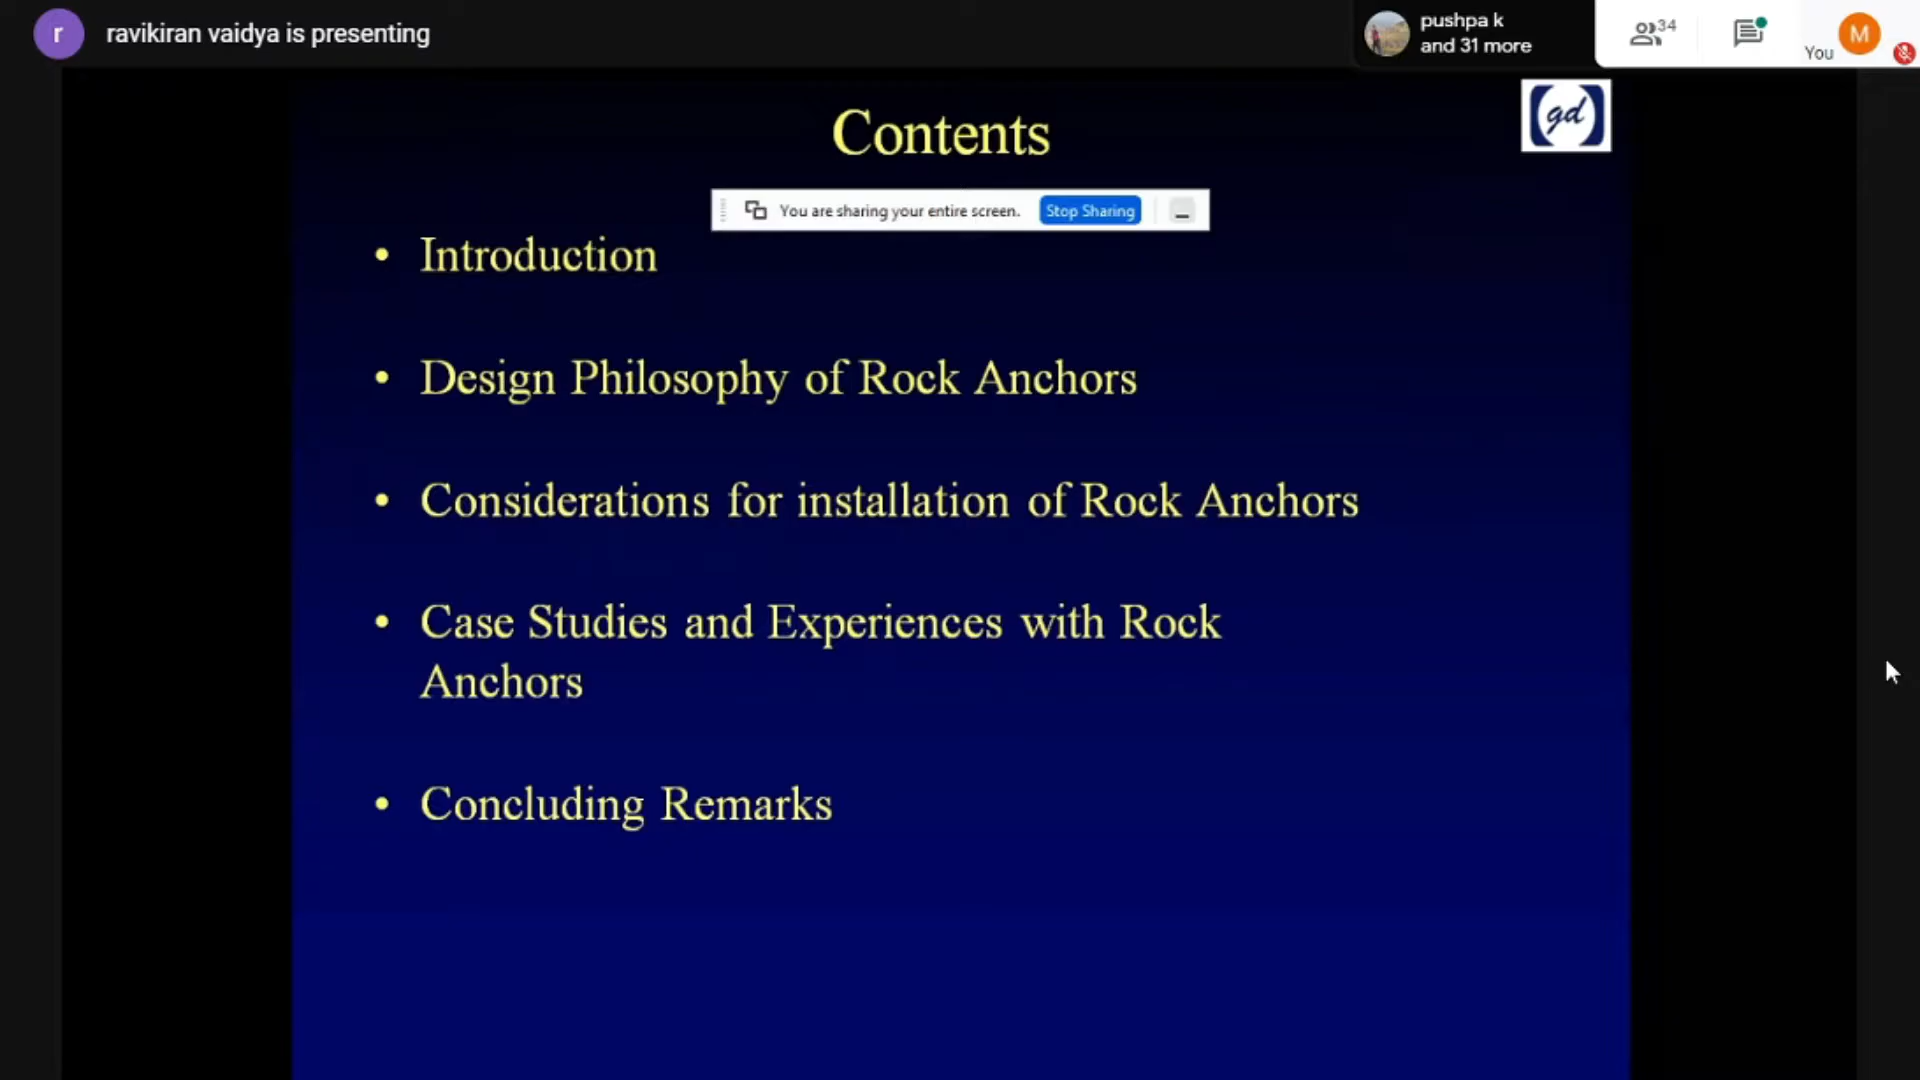 r
ravikiran vaidya is presenting
pushpa k
and 31 more
34
You
M
Contents
gd
You are sharing your entire screen.
Stop Sharing
• Introduction
• Design Philosophy of Rock Anchors
• Considerations for installation of Rock Anchors
• Case Studies and Experiences with Rock
Anchors
• Concluding Remarks